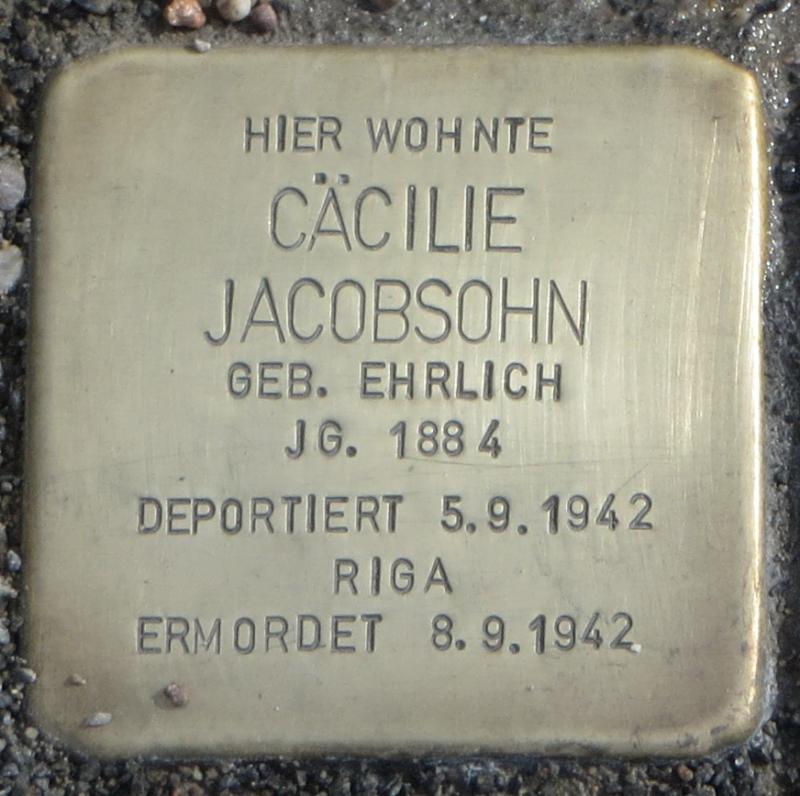 HIER WOHNTE
CÄCILIE
JACOBSOHN
GEB. EHRLICH
JG. 1884
DEPORTIERT 5.9.1942
RIGA
ERMORDET 8.9.1942